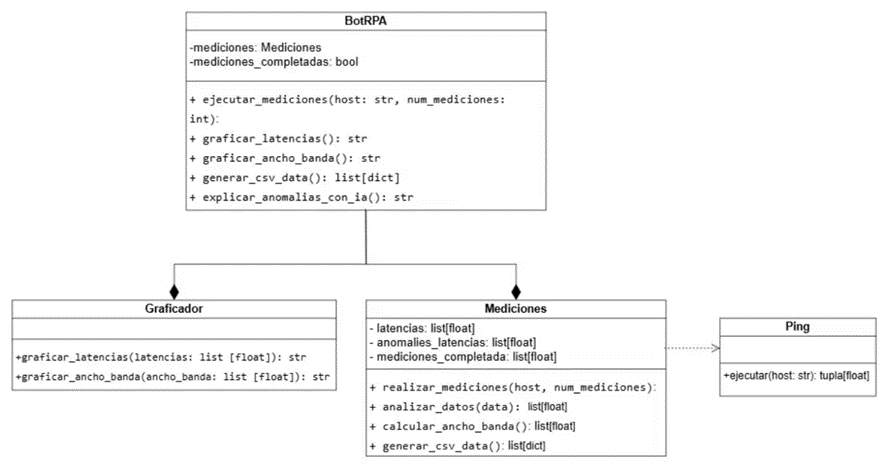 BotRPA
-mediciones: Mediciones
-mediciones_completadas: bool
+ ejecutar_mediciones(host: str, num_mediciones:
int):
+ graficar_latencias(): str
+ graficar_ancho_banda(): str
+ generar_csv_data(): list[dict]
+ explicar_anomalias_con_ia(): str
Graficador
+graficar_latencias(latencias: list [float]): str
+graficar_ancho_banda(ancho_banda: list [float]): str
Mediciones
- latencias: list[float]
- anomalies_latencias: list[float]
- mediciones_completada: list[float]
+ realizar_mediciones(host, num_mediciones):
+ analizar_datos(data): list[float]
+ calcular_ancho_banda(): list[float]
+ generar_csv_data(): list[dict]
Ping
+ejecutar(host: str): tupla[float]